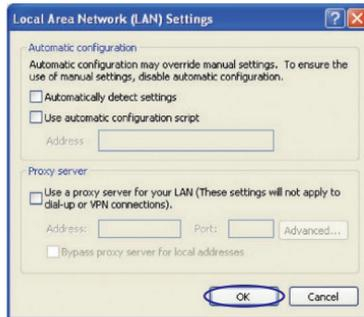 Local Area Network (LAN) Settings
Automatic configuration
Automatic configuration may override manual settings. To ensure the
use of manual settings, disable automatic configuration.
Automatically detect settings
Use automatic configuration script
Address
Proxy server
Use a proxy server for your LAN (These settings will not apply to
dial-up or VPN connections).
Address: Port: Advanced...
Bypass proxy server for local addresses
OK Cancel